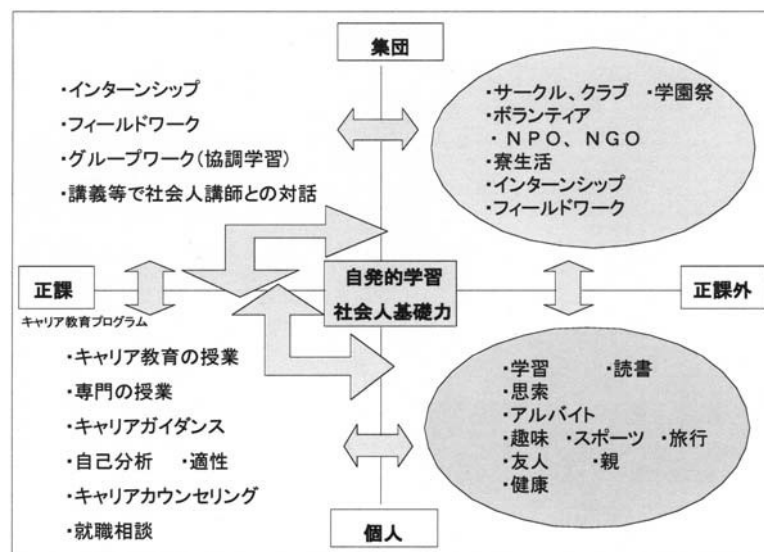 集団
・インターンシップ
・フィールドワーク
・グループワーク(協調学習)
・講義等で社会人講師との対話
・サークル、クラブ ・学園祭
・ボランティア
・NPO、NGO
・寮生活
・インターンシップ
・フィールドワーク
正課
キャリア教育プログラム
自発的学習
社会人基礎力
正課外
・キャリア教育の授業
・専門の授業
・キャリアガイダンス
・自己分析 ・適性
・キャリアカウンセリング
・就職相談
・学習 ・読書
・思索
・アルバイト
・趣味 ・スポーツ ・旅行
・友人 ・親
・健康
個人